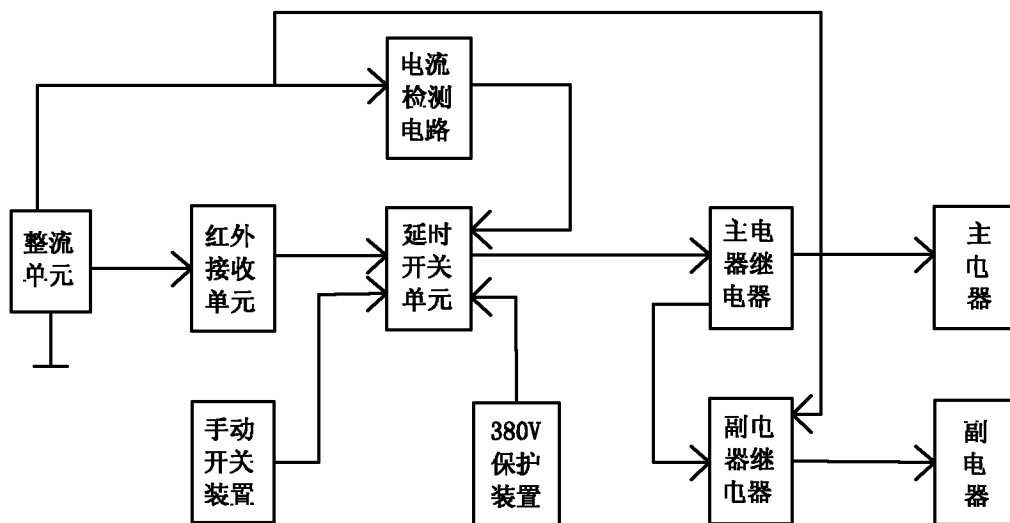 电流
检测
电路
整流
单元
红外
接收
单元
延时
开关
单元
主电
器继
电器
主
电
器
手动
开关
装置
380V
保护
装置
副电
器继
电器
副
电
器